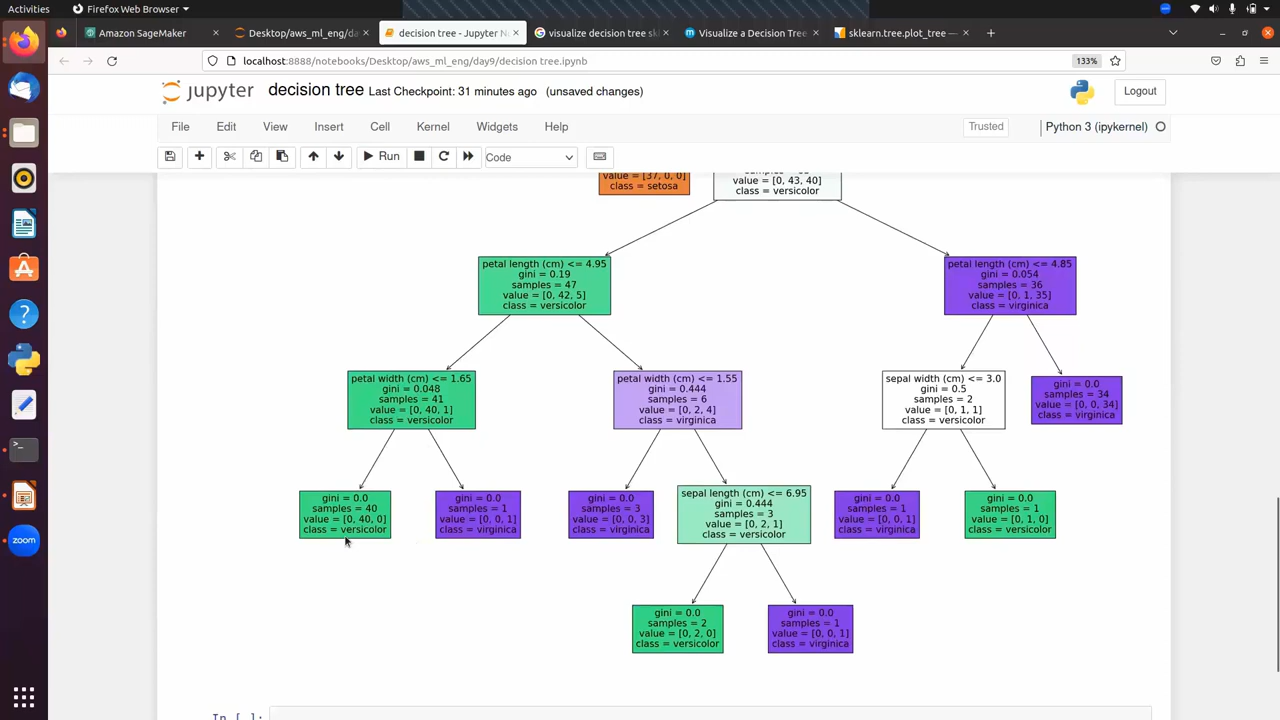 Activities
Firefox Web Browser
Amazon SageMaker
Desktop/aws_ml_eng/da
decision tree - Jupyter N
visualize decision tree sk
Visualize a Decision Tree
sklearn.tree.plot_tree —
localhost:8888/notebooks/Desktop/aws_ml_eng/day9/decision tree.ipynb
133%
jupyter
decision tree Last Checkpoint: 31 minutes ago (unsaved changes)
Logout
File Edit View Insert Cell Kernel Widgets Help
Trusted
Python 3 (ipykernel)
Run
Code
value = [37, 0, 0]
class = setosa
value = [0, 43, 40]
class = versicolor
petal length (cm) <= 4.95
gini = 0.19
samples = 47
value = [0, 42, 5]
class = versicolor
petal length (cm) <= 4.85
gini = 0.054
samples = 36
value = [0, 1, 35]
class = virginica
petal width (cm) <= 1.65
gini = 0.048
samples = 41
value = [0, 40, 1]
class = versicolor
petal width (cm) <= 1.55
gini = 0.444
samples = 6
value = [0, 2, 4]
class = virginica
sepal width (cm) <= 3.0
gini = 0.5
samples = 2
value = [0, 1, 1]
class = versicolor
gini = 0.0
samples = 34
value = [0, 0, 34]
class = virginica
gini = 0.0
samples = 40
value = [0, 40, 0]
class = versicolor
gini = 0.0
samples = 1
value = [0, 0, 1]
class = virginica
gini = 0.0
samples = 3
value = [0, 0, 3]
class = virginica
sepal length (cm) <= 6.95
gini = 0.444
samples = 3
value = [0, 2, 1]
class = versicolor
gini = 0.0
samples = 1
value = [0, 0, 1]
class = virginica
gini = 0.0
samples = 1
value = [0, 1, 0]
class = versicolor
gini = 0.0
samples = 2
value = [0, 2, 0]
class = versicolor
gini = 0.0
samples = 1
value = [0, 0, 1]
class = virginica
zoom
In [ ]: